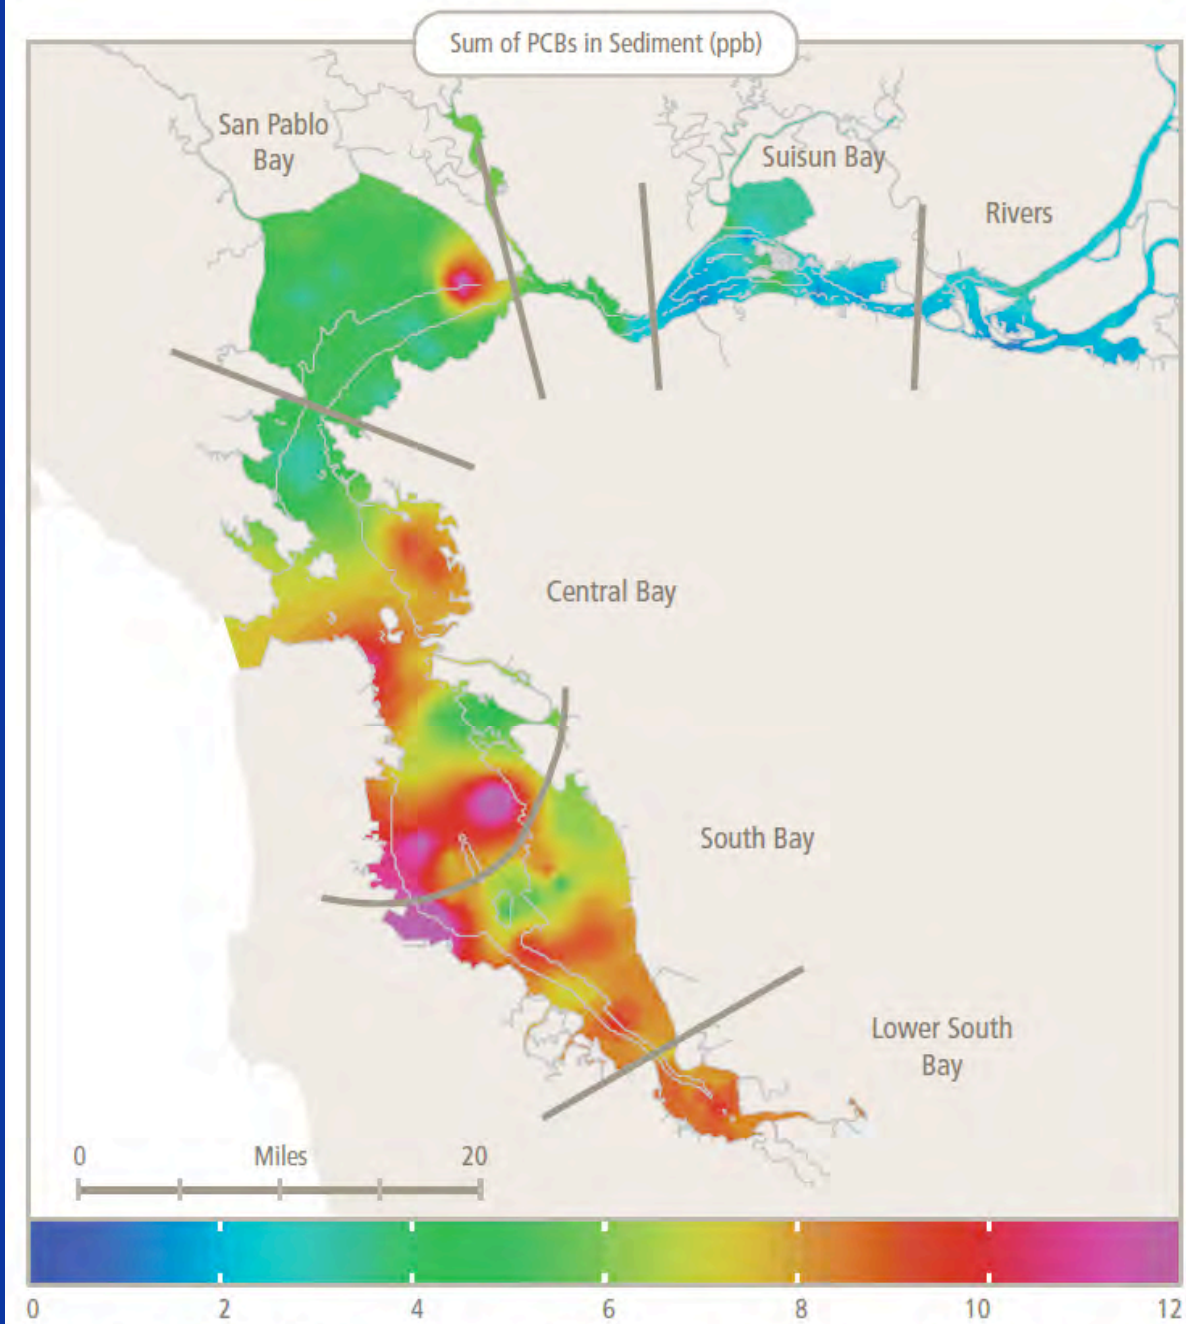 Sum of PCBs in Sediment (ppb)
San Pablo
Bay
Suisun Bay
Rivers
Central Bay
South Bay
Lower South
Bay
0 Miles 20
0 2 4 6 8 10 12